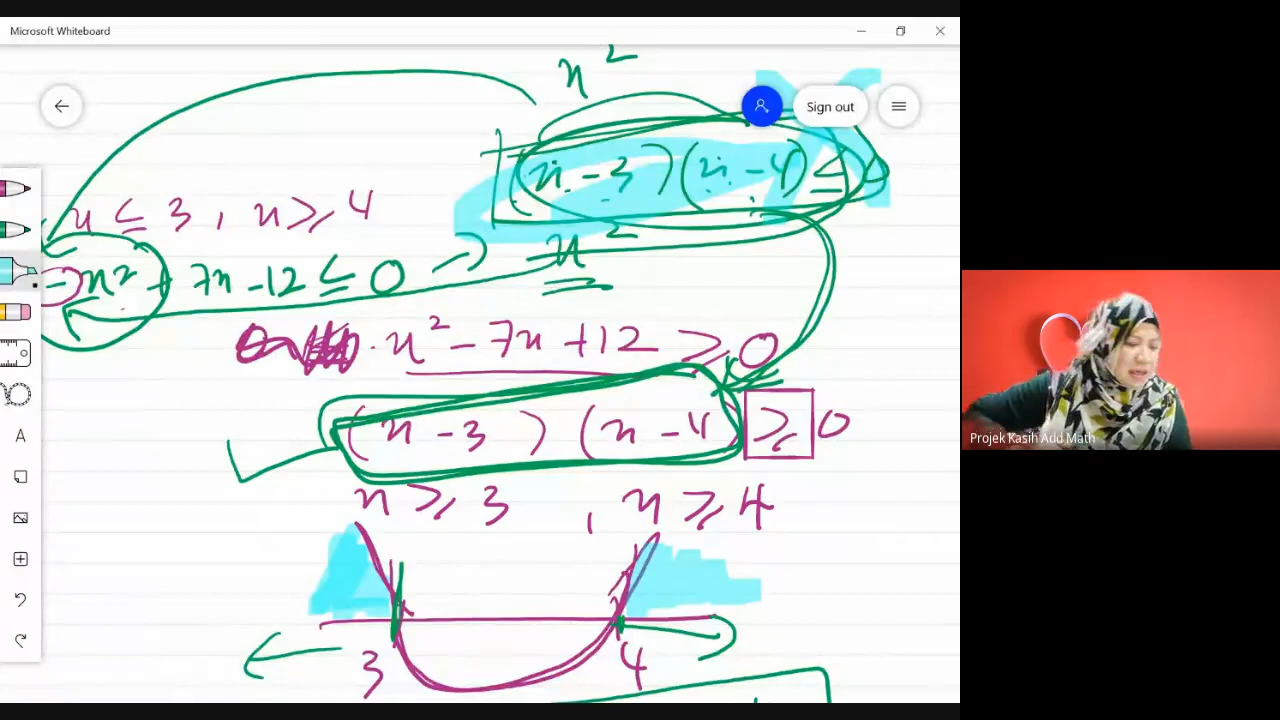 Microsoft Whiteboard
x²
Sign out
(x - 3)(x - 4) ≤
x ≤ 3 , x ≥ 4
- x² + 7x - 12 ≤ 0
x²
x² - 7x + 12 ≥ 0
(x - 3) (x - 4) ≥ 0
x ≥ 3 , x ≥ 4
3 4
A
Projek Kasih Add Math